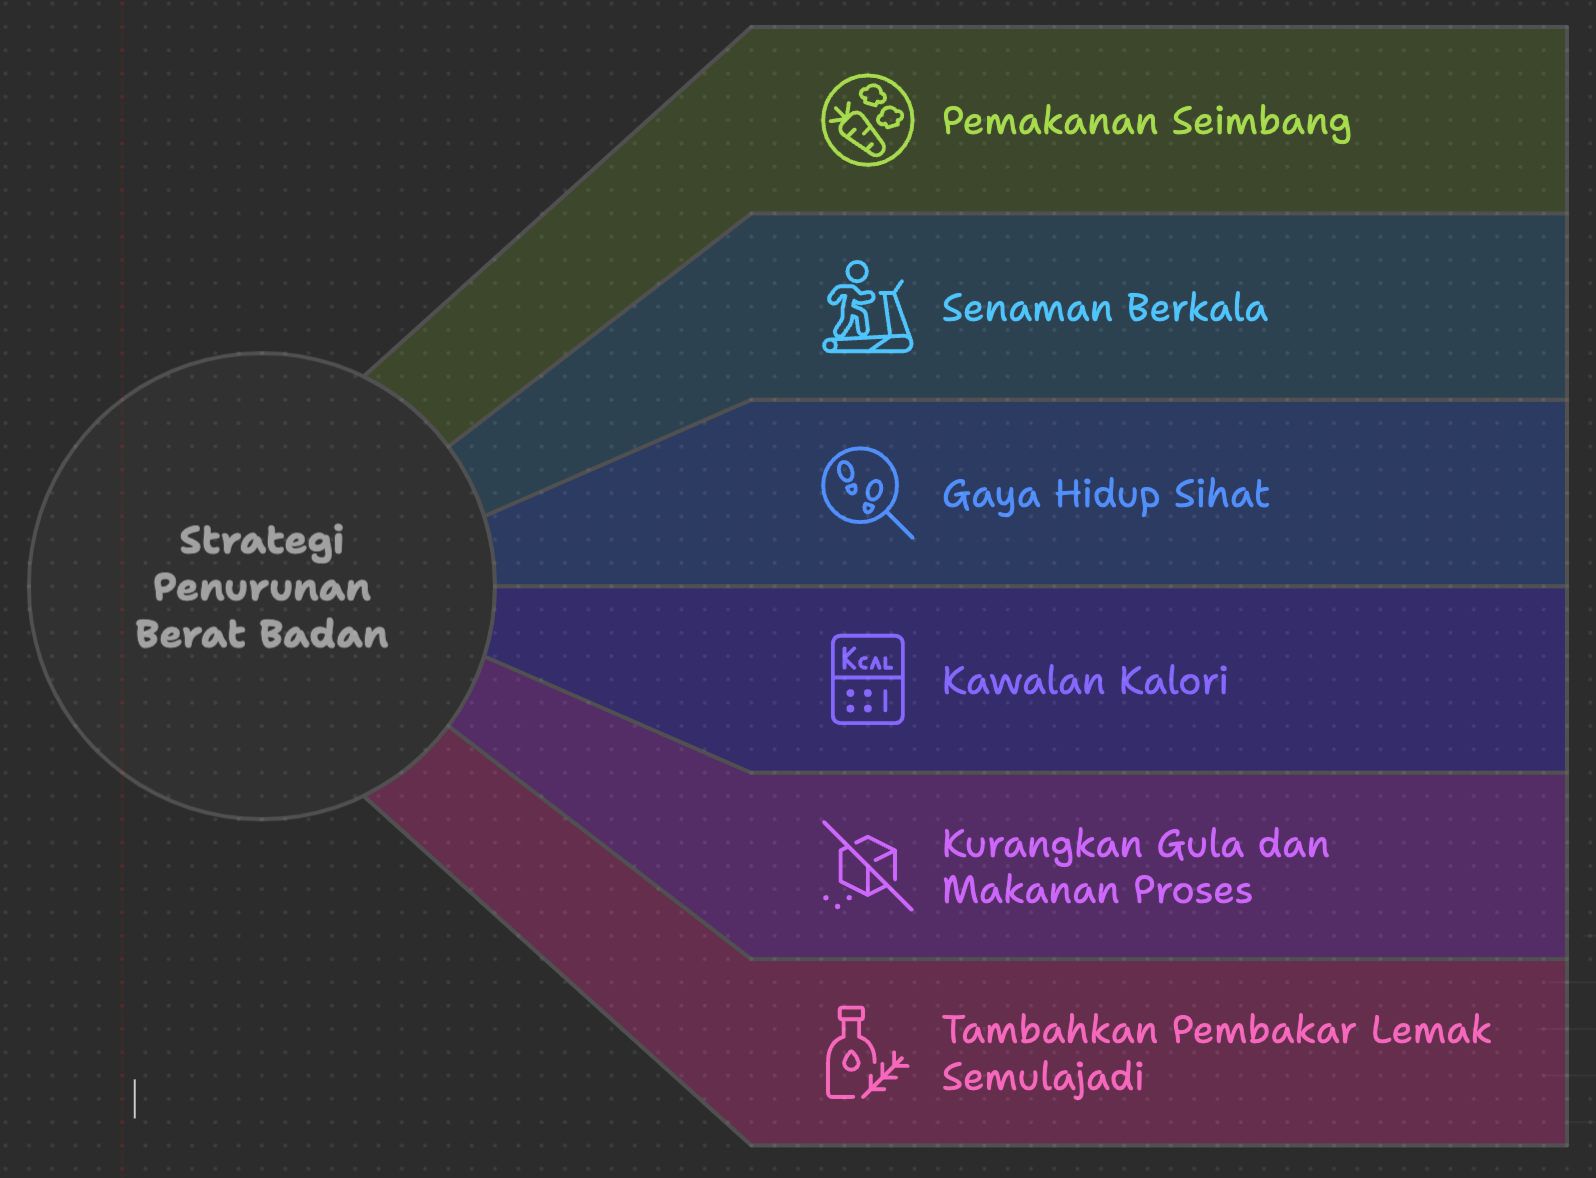 Strategi
Penurunan
Berat Badan
Pemakanan Seimbang
Senaman Berkala
Gaya Hidup Sihat
KCAL
Kawalan Kalori
Kurangkan Gula dan
Makanan Proses
Tambahkan Pembakar Lemak
Semulajadi